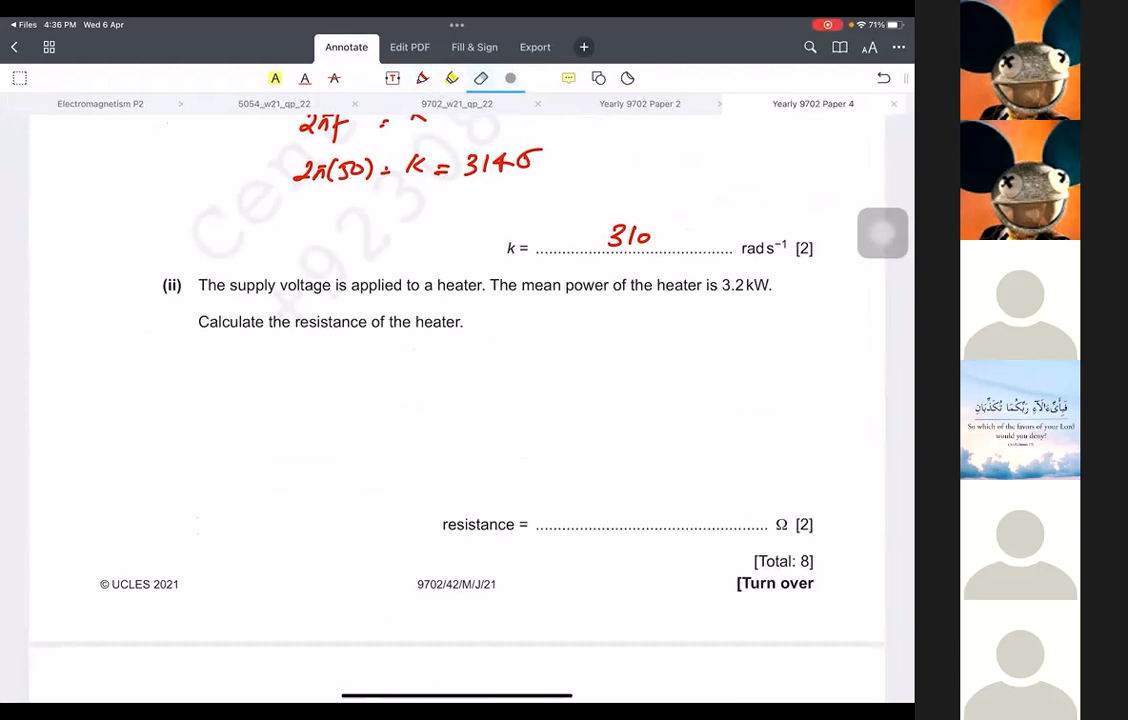 Files 4:36 PM Wed 6 Apr
71%
Annotate Edit PDF Fill & Sign Export
Electromagnetism P2 5054_w21_qp_22 9702_w21_qp_22 Yearly 9702 Paper 2 Yearly 9702 Paper 4
2π(50) = K = 3140
k = 310 rad s⁻¹ [2]
(ii) The supply voltage is applied to a heater. The mean power of the heater is 3.2 kW.
Calculate the resistance of the heater.
resistance = Ω [2]
[Total: 8]
© UCLES 2021 9702/42/M/J/21 [Turn over
فَبِأَيِّ آلَاءِ رَبِّكُمَا تُكَذِّبَانِ
So which of the favors of your Lord
would you deny?